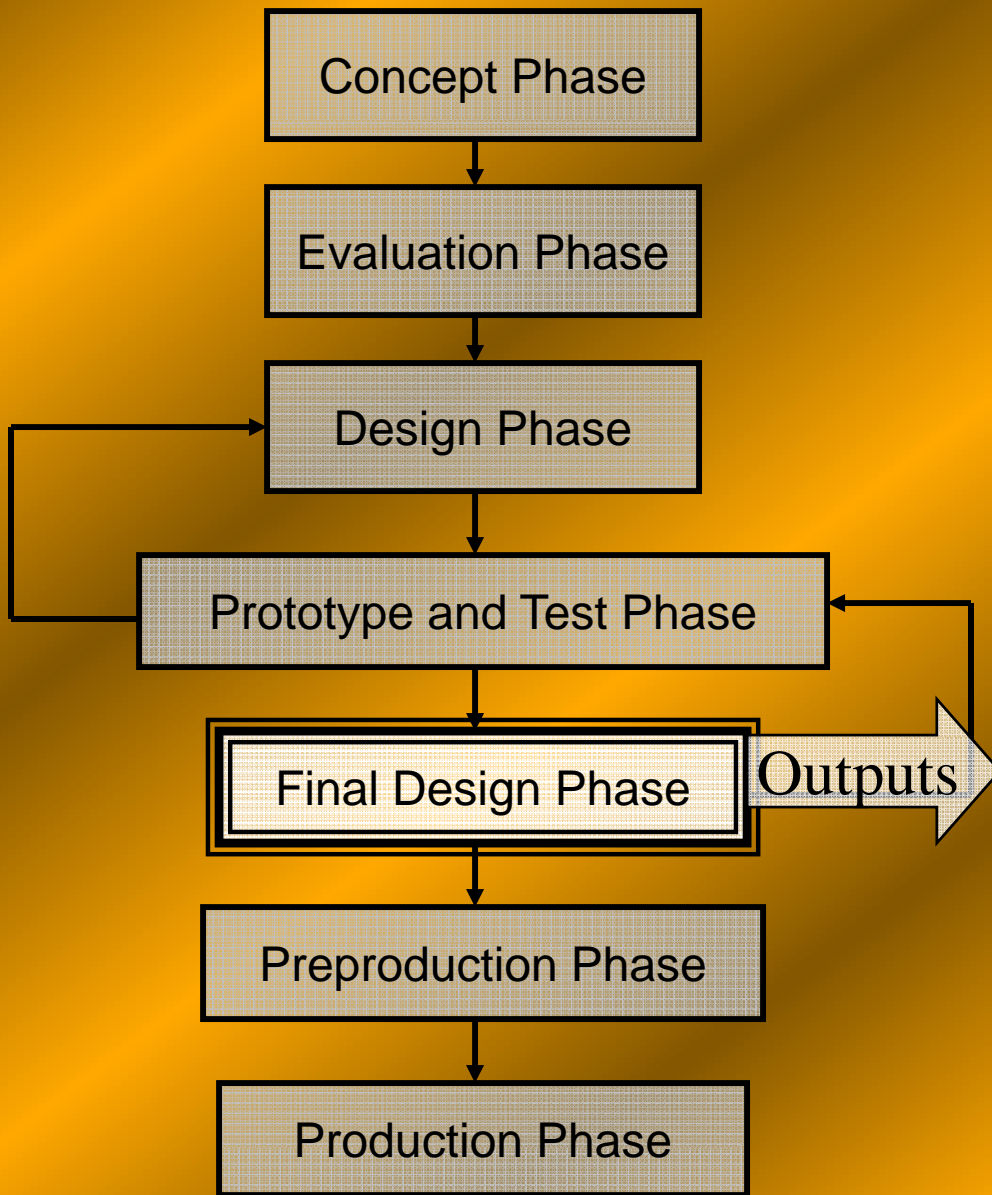 Concept Phase
Evaluation Phase
Design Phase
Prototype and Test Phase
Final Design Phase
Outputs
Preproduction Phase
Production Phase